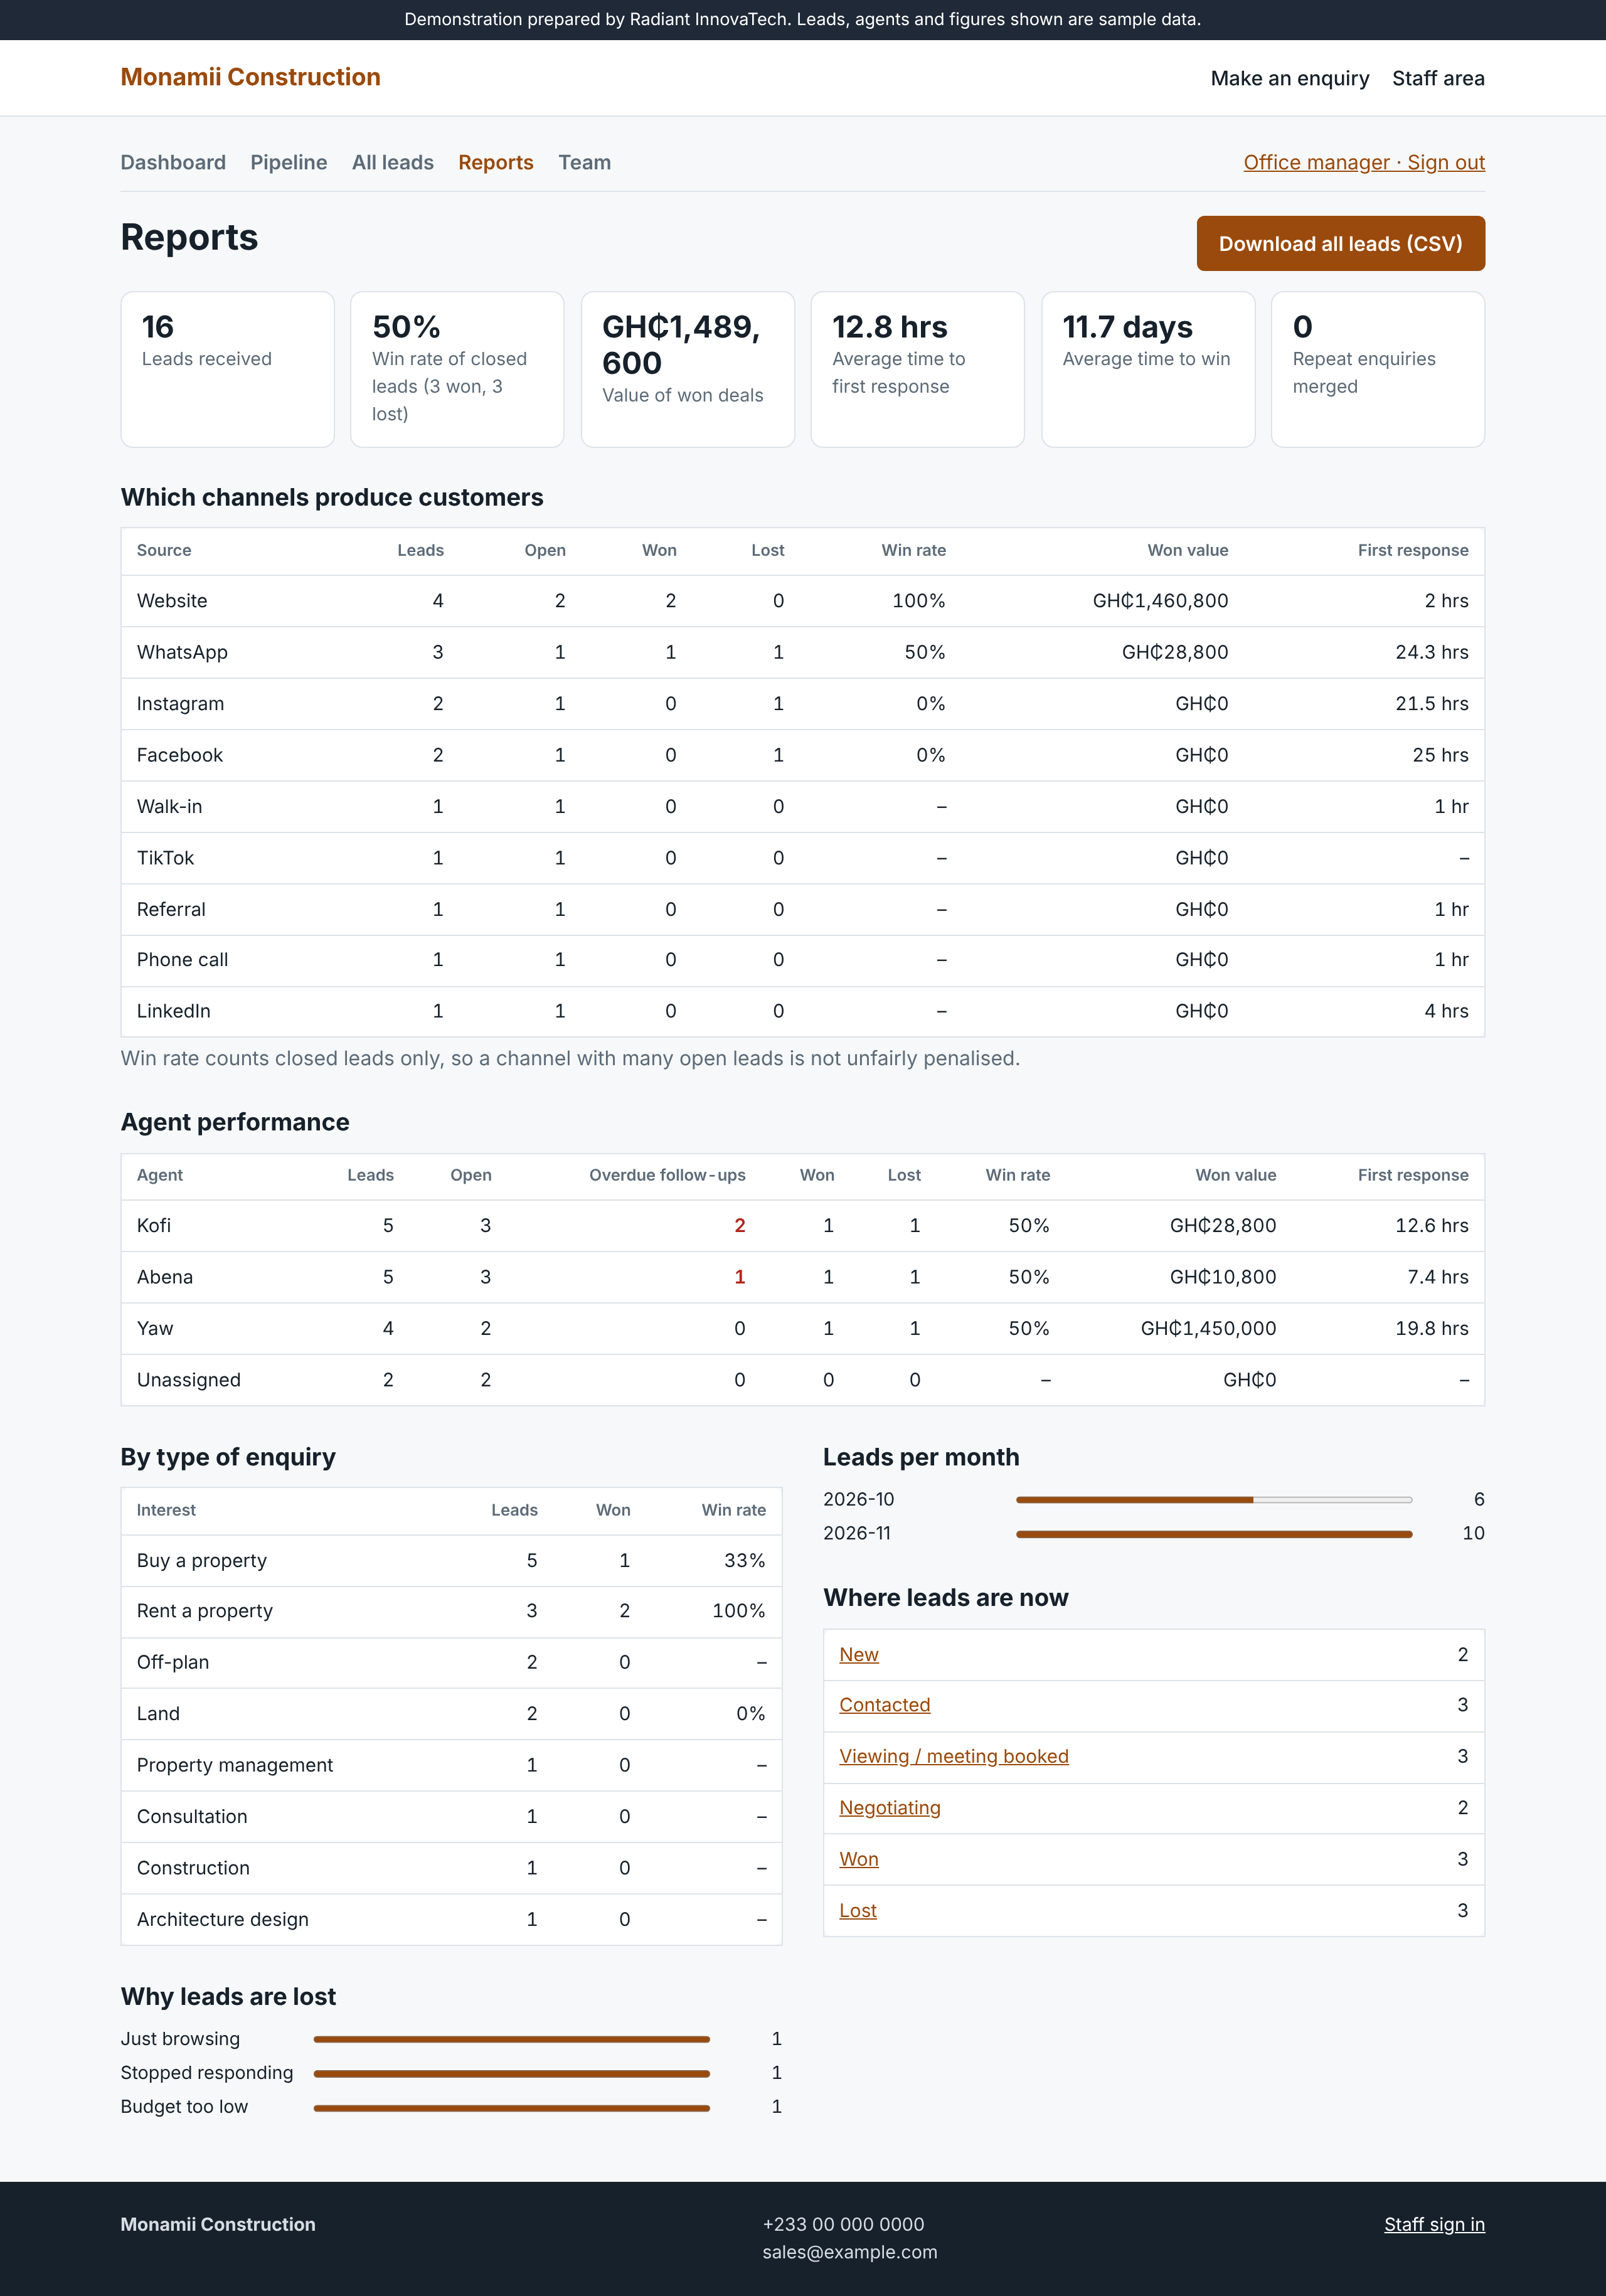 Demonstration prepared by Radiant InnovaTech. Leads, agents and figures shown are sample data.
Monamii Construction
Make an enquiry Staff area
Dashboard Pipeline All leads Reports Team
Office manager · Sign out
Reports
Download all leads (CSV)
16
Leads received
50%
Win rate of closed
leads (3 won, 3
lost)
GH₵1,489,
600
Value of won deals
12.8 hrs
Average time to
first response
11.7 days
Average time to win
0
Repeat enquiries
merged
Which channels produce customers
Source Leads Open Won Lost Win rate Won value First response
Website 4 2 2 0 100% GH₵1,460,800 2 hrs
WhatsApp 3 1 1 1 50% GH₵28,800 24.3 hrs
Instagram 2 1 0 1 0% GH₵0 21.5 hrs
Facebook 2 1 0 1 0% GH₵0 25 hrs
Walk-in 1 1 0 0 – GH₵0 1 hr
TikTok 1 1 0 0 – GH₵0 –
Referral 1 1 0 0 – GH₵0 1 hr
Phone call 1 1 0 0 – GH₵0 1 hr
LinkedIn 1 1 0 0 – GH₵0 4 hrs
Win rate counts closed leads only, so a channel with many open leads is not unfairly penalised.
Agent performance
Agent Leads Open Overdue follow-ups Won Lost Win rate Won value First response
Kofi 5 3 2 1 1 50% GH₵28,800 12.6 hrs
Abena 5 3 1 1 1 50% GH₵10,800 7.4 hrs
Yaw 4 2 0 1 1 50% GH₵1,450,000 19.8 hrs
Unassigned 2 2 0 0 0 – GH₵0 –
By type of enquiry
Interest Leads Won Win rate
Buy a property 5 1 33%
Rent a property 3 2 100%
Off-plan 2 0 –
Land 2 0 0%
Property management 1 0 –
Consultation 1 0 –
Construction 1 0 –
Architecture design 1 0 –
Leads per month
2026-10 6
2026-11 10
Where leads are now
New 2
Contacted 3
Viewing / meeting booked 3
Negotiating 2
Won 3
Lost 3
Why leads are lost
Just browsing 1
Stopped responding 1
Budget too low 1
Monamii Construction
+233 00 000 0000
sales@example.com
Staff sign in